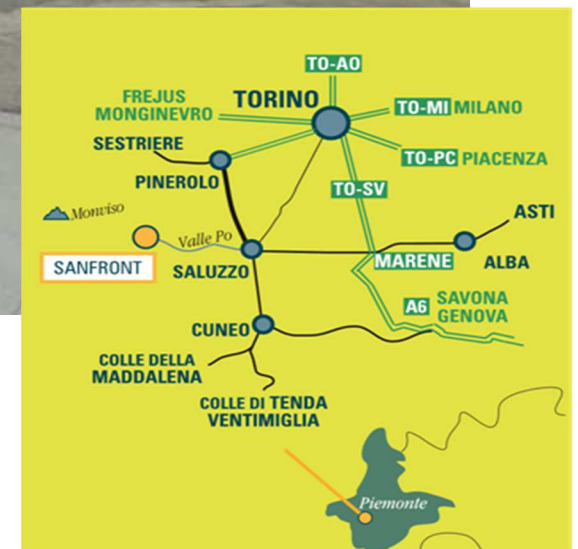 TO-AO
FREJUS
MONGINEVRO
TORINO
TO-MI MILANO
SESTRIERE
TO-PC PIACENZA
PINEROLO
TO-SV
Monviso
ASTI
Valle Po
SANFRONT
SALUZZO
MARENE
ALBA
A6 SAVONA
GENOVA
CUNEO
COLLE DELLA
MADDALENA
COLLE DI TENDA
VENTIMIGLIA
Piemonte